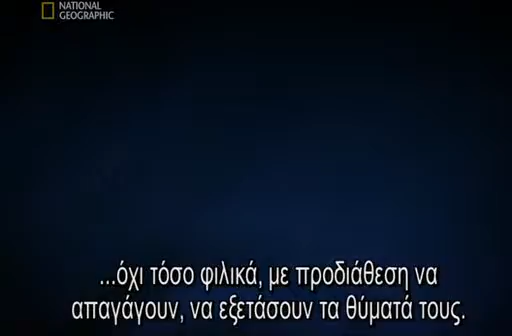 NATIONAL
GEOGRAPHIC
...όχι τόσο φιλικά, με προδιάθεση να
απαγάγουν, να εξετάσουν τα θύματά τους.